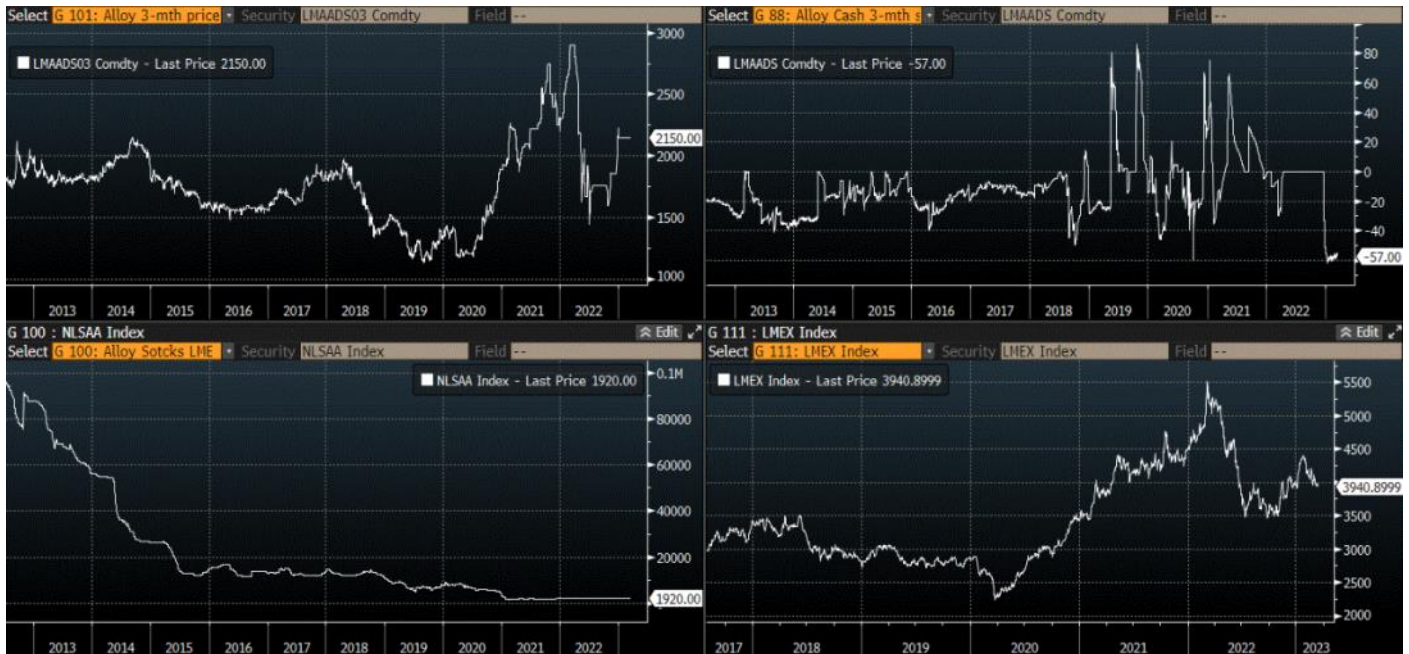 Select G 101: Alloy 3-mth price Security LMAADS03 Comdty Field --
LMAADS03 Comdty - Last Price 2150.00
3000
2500
2150.00
2000
1500
1000
2013 2014 2015 2016 2017 2018 2019 2020 2021 2022
Select G 88: Alloy Cash 3-mth s Security LMAADS Comdty Field --
LMAADS Comdty - Last Price -57.00
80
60
40
20
0
-20
-40
-57.00
2013 2014 2015 2016 2017 2018 2019 2020 2021 2022
G 100 : NLSAA Index Edit
Select G 100: Alloy Sotcks LME Security NLSAA Index Field --
NLSAA Index - Last Price 1920.00
0.1M
80000
60000
40000
20000
1920.00
2013 2014 2015 2016 2017 2018 2019 2020 2021 2022
G 111 : LMEX Index Edit
Select G 111: LMEX Index Security LMEX Index Field --
LMEX Index - Last Price 3940.8999
5500
5000
4500
3940.8999
3500
3000
2500
2000
2017 2018 2019 2020 2021 2022 2023